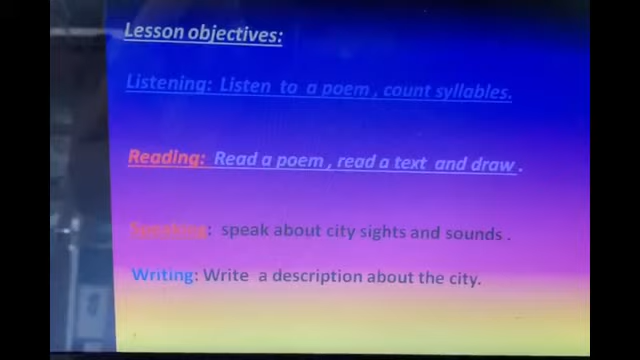 Lesson objectives:
Listening: Listen to a poem , count syllables.
Reading: Read a poem , read a text and draw .
Speaking: speak about city sights and sounds .
Writing: Write a description about the city.